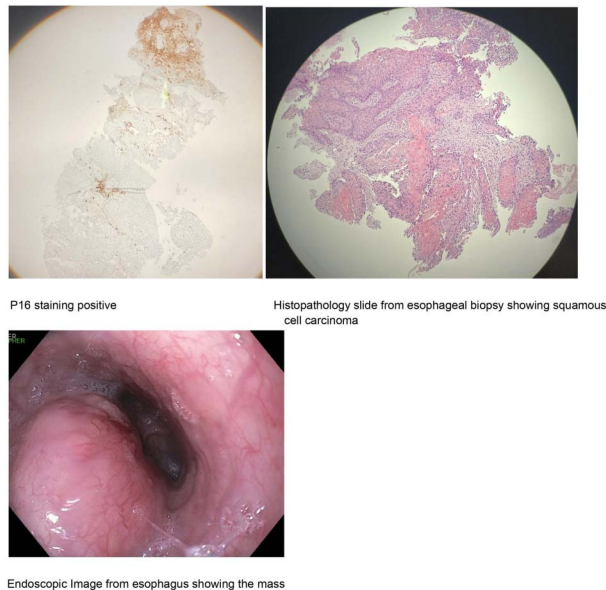 P16 staining positive
Histopathology slide from esophageal biopsy showing squamous
cell carcinoma
Endoscopic Image from esophagus showing the mass